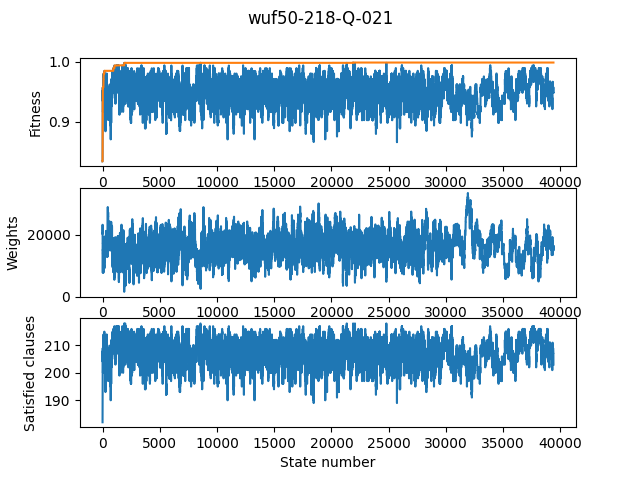 wuf50-218-Q-021
1.0
0.9
Fitness
0 5000 10000 15000 20000 25000 30000 35000 40000
20000
0
Weights
0 5000 10000 15000 20000 25000 30000 35000 40000
210
200
190
Satisfied clauses
0 5000 10000 15000 20000 25000 30000 35000 40000
State number